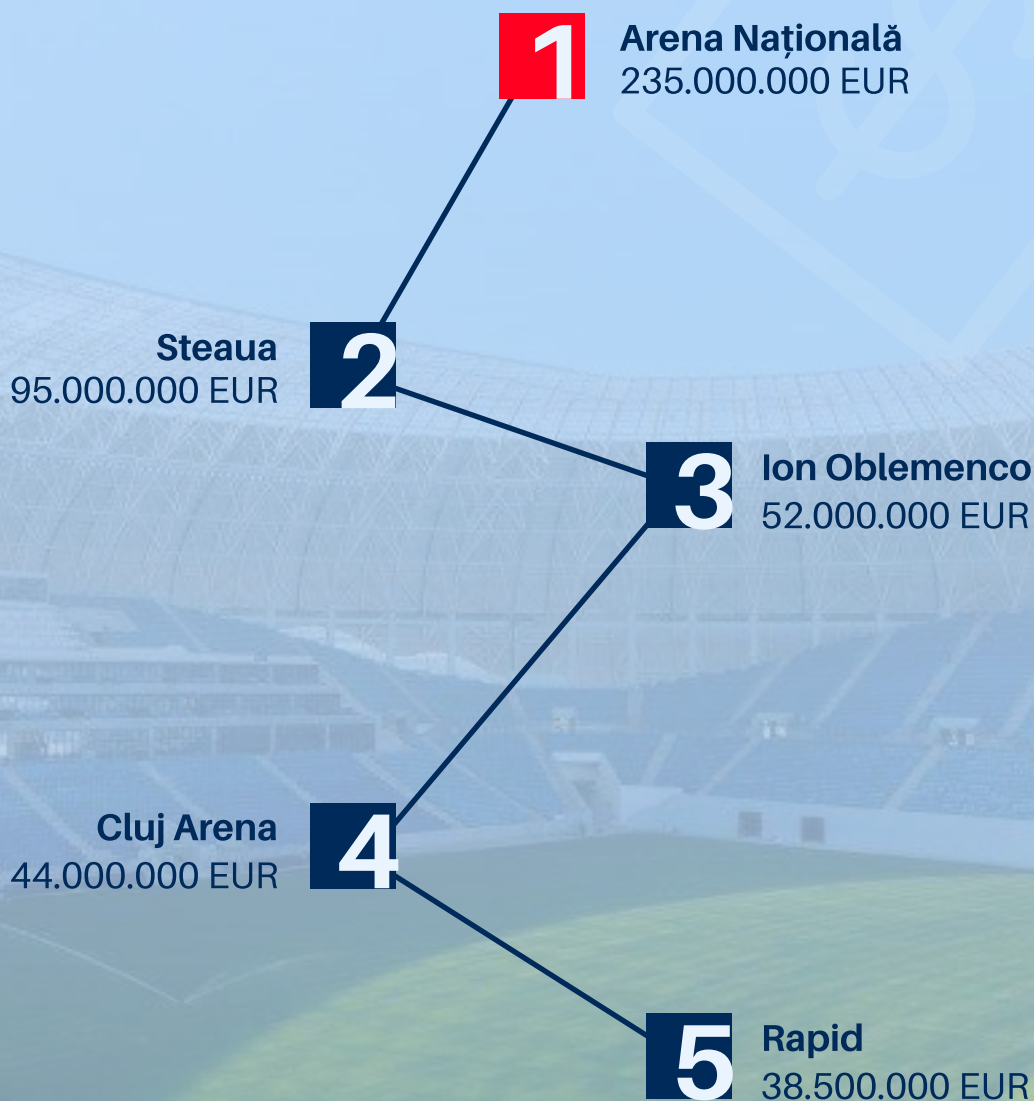 1
Arena Națională
235.000.000 EUR
2
Steaua
95.000.000 EUR
3
Ion Oblemenco
52.000.000 EUR
4
Cluj Arena
44.000.000 EUR
5
Rapid
38.500.000 EUR